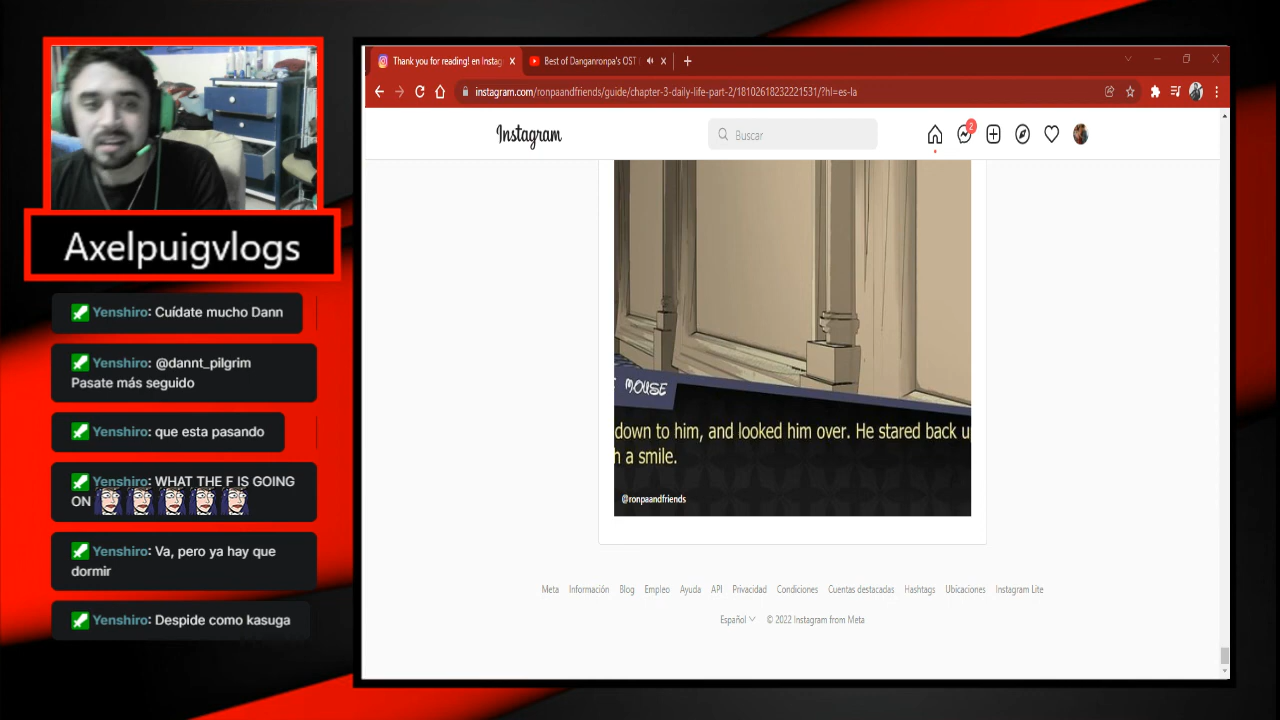 Axelpuigvlogs
Yenshiro: Cuídate mucho Dann
Yenshiro: @dannt_pilgrim
Pasate más seguido
Yenshiro: que esta pasando
Yenshiro: WHAT THE F IS GOING
ON
Yenshiro: Va, pero ya hay que
dormir
Yenshiro: Despide como kasuga
Thank you for reading! en Instag
Best of Danganronpa's OST
instagram.com/ronpaandfriends/guide/chapter-3-daily-life-part-2/18102618232221531/?hl=es-la
Instagram
Buscar
2
E MOUSE
down to him, and looked him over. He stared back u
h a smile.
@ronpaandfriends
Meta Información Blog Empleo Ayuda API Privacidad Condiciones Cuentas destacadas Hashtags Ubicaciones Instagram Lite
Español © 2022 Instagram from Meta